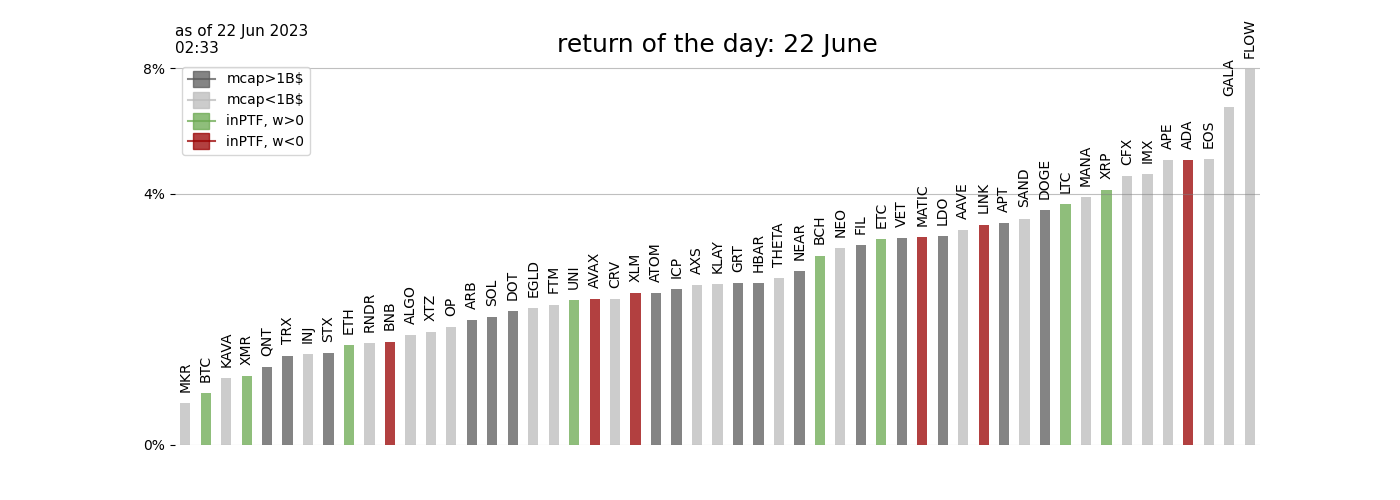 as of 22 Jun 2023
02:33
return of the day: 22 June
8%
4%
0%
mcap>1B$
mcap<1B$
inPTF, w>0
inPTF, w<0
MKR
BTC
KAVA
XMR
QNT
TRX
INJ
STX
ETH
RNDR
BNB
ALGO
XTZ
OP
ARB
SOL
DOT
EGLD
FTM
UNI
AVAX
CRV
XLM
ATOM
ICP
AXS
KLAY
GRT
HBAR
THETA
NEAR
BCH
NEO
FIL
ETC
VET
MATIC
LDO
AAVE
LINK
APT
SAND
DOGE
LTC
MANA
XRP
CFX
IMX
APE
ADA
EOS
GALA
FLOW